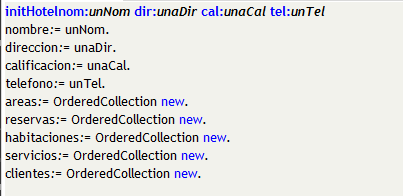 initHotelnom:unNom dir:unaDir cal:unaCal tel:unTel
nombre:= unNom.
direccion:= unaDir.
calificacion:= unaCal.
telefono:= unTel.
areas:= OrderedCollection new.
reservas:= OrderedCollection new.
habitaciones:= OrderedCollection new.
servicios:= OrderedCollection new.
clientes:= OrderedCollection new.